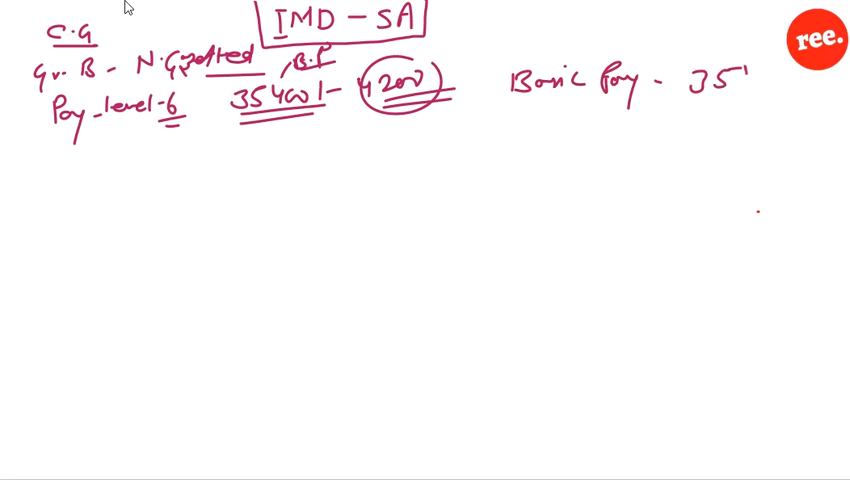 IMD - SA
C.G
Gr. B - N.Gazetted
B.P
Pay-level-6 35400/- 4200
Basic Pay - 35
ree.